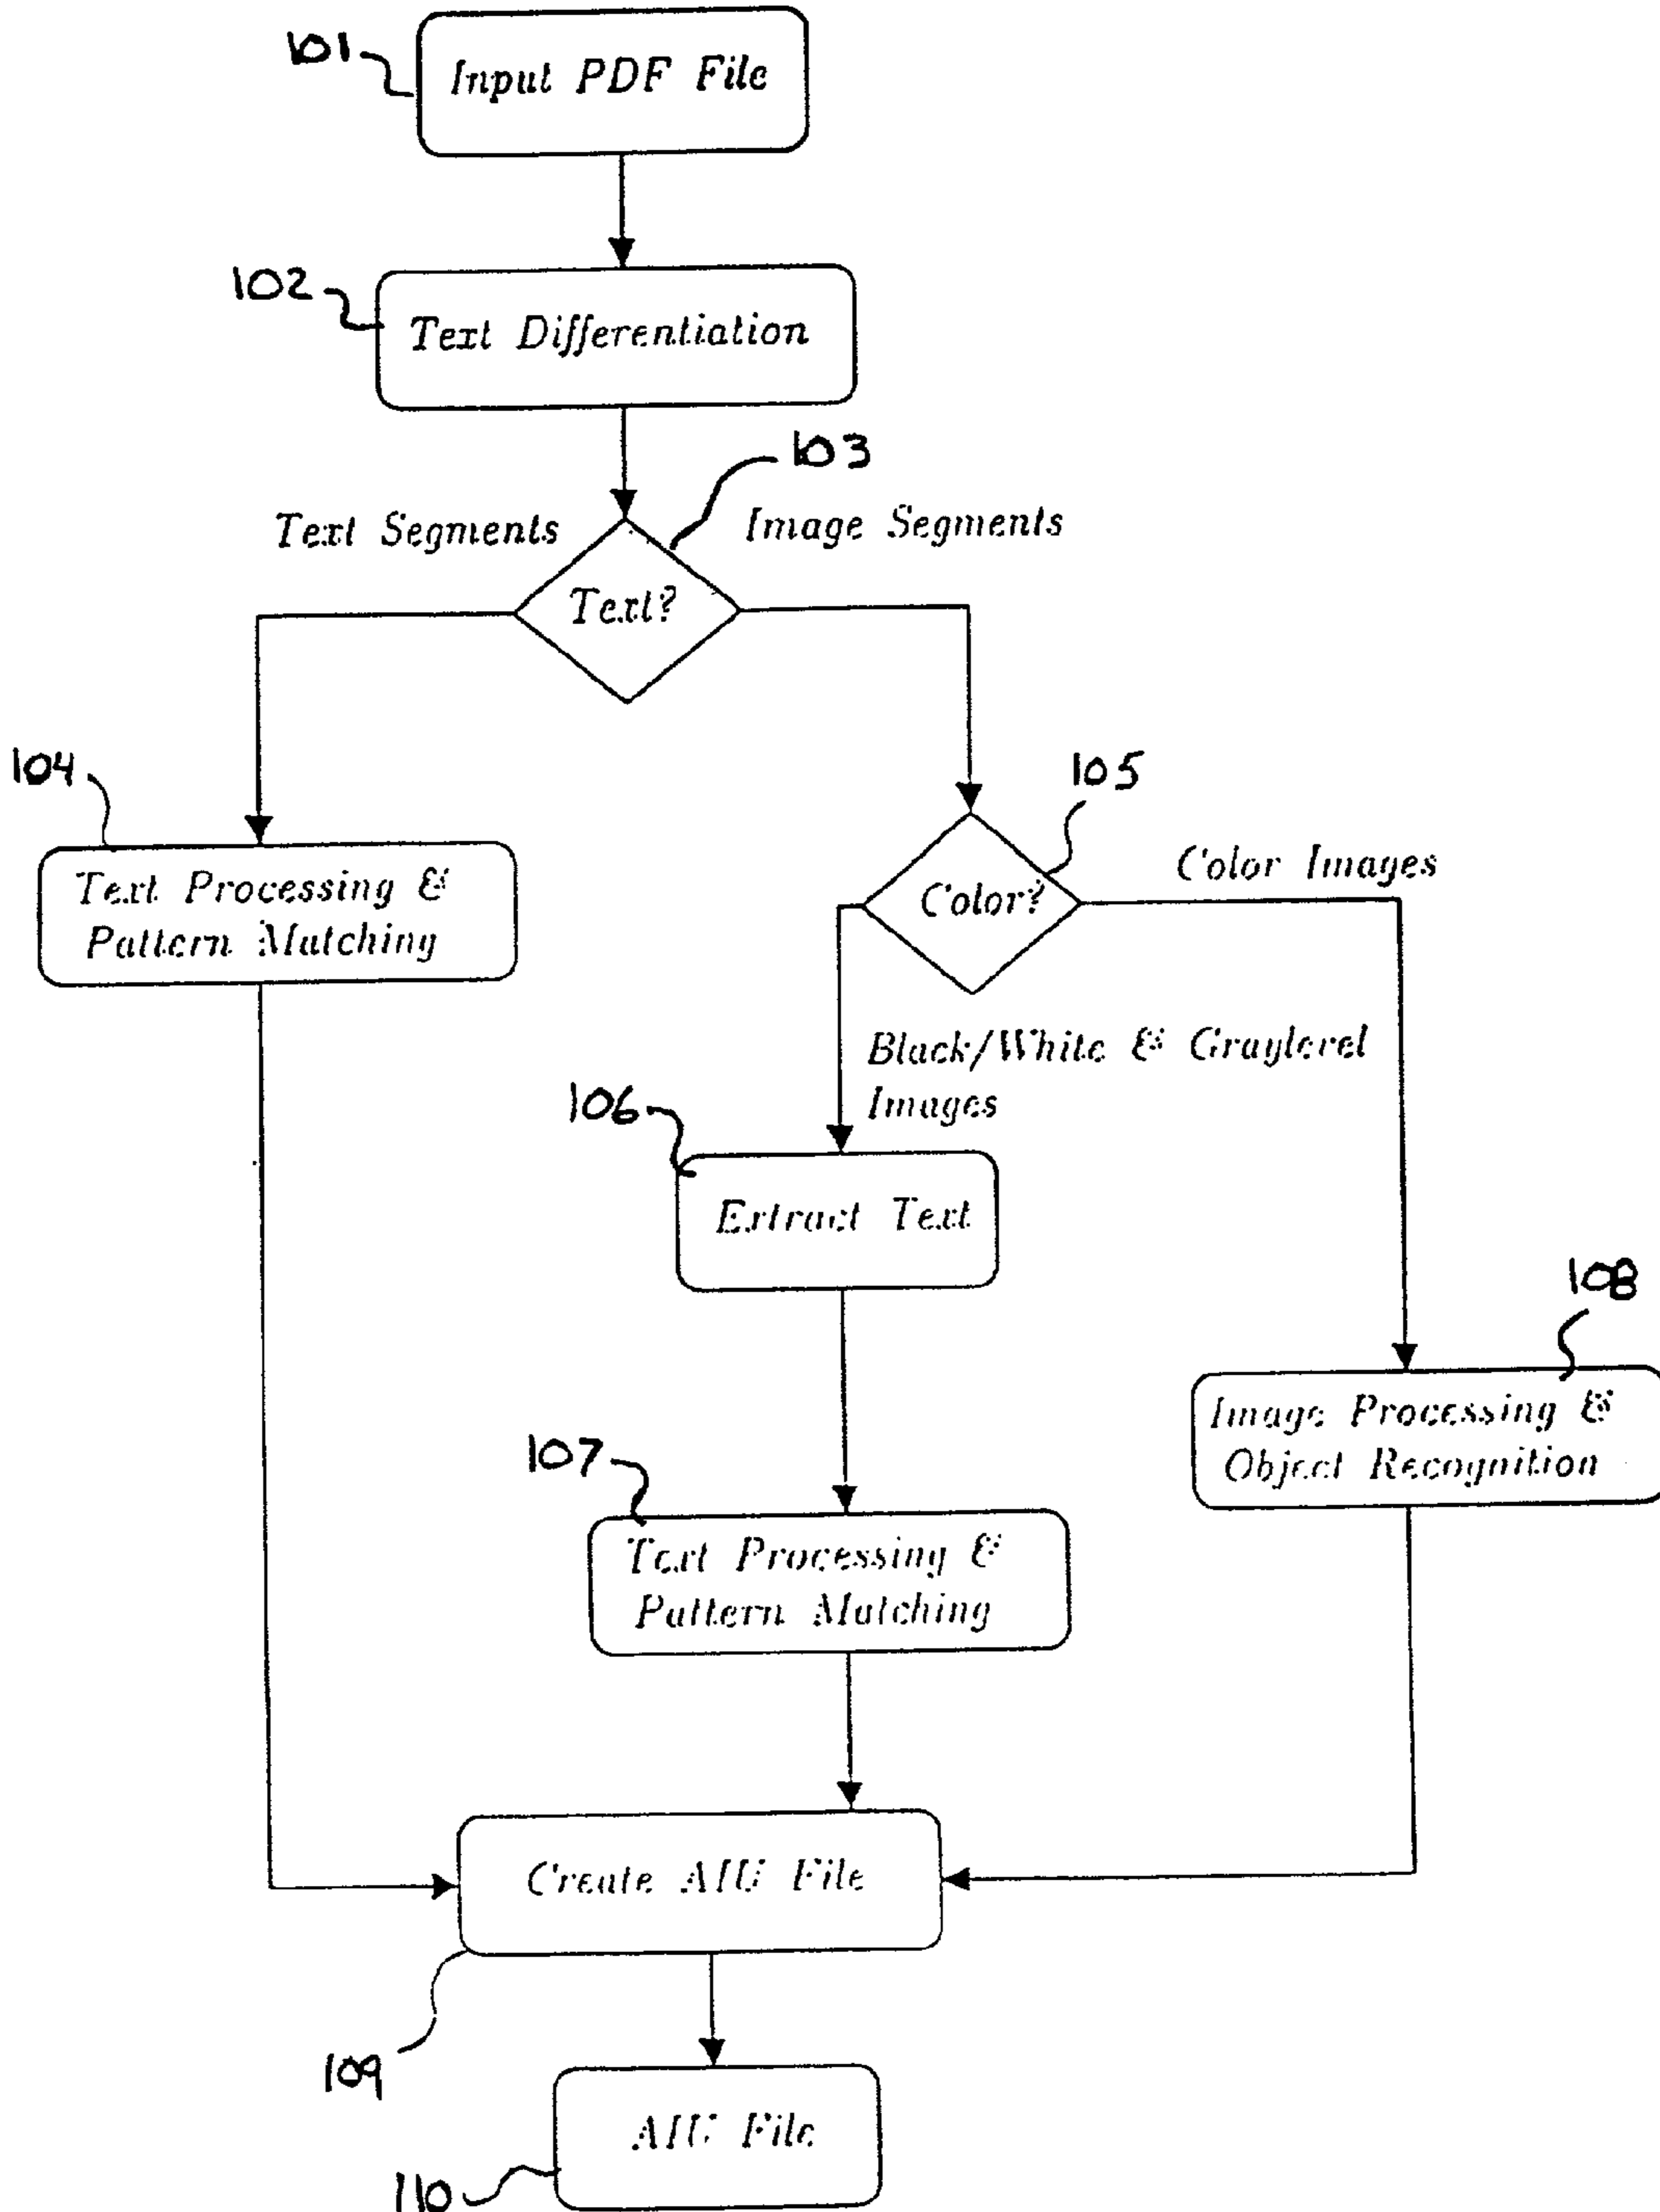 101
Input PDF File
102
Text Differentiation
103
Text Segments
Image Segments
Text?
104
105
Text Processing &
Pattern Matching
Color?
Color Images
Black/White & Graylevel
Images
106
Extract Text
108
Image Processing &
Object Recognition
107
Text Processing &
Pattern Matching
Create AIU File
109
AIU File
110